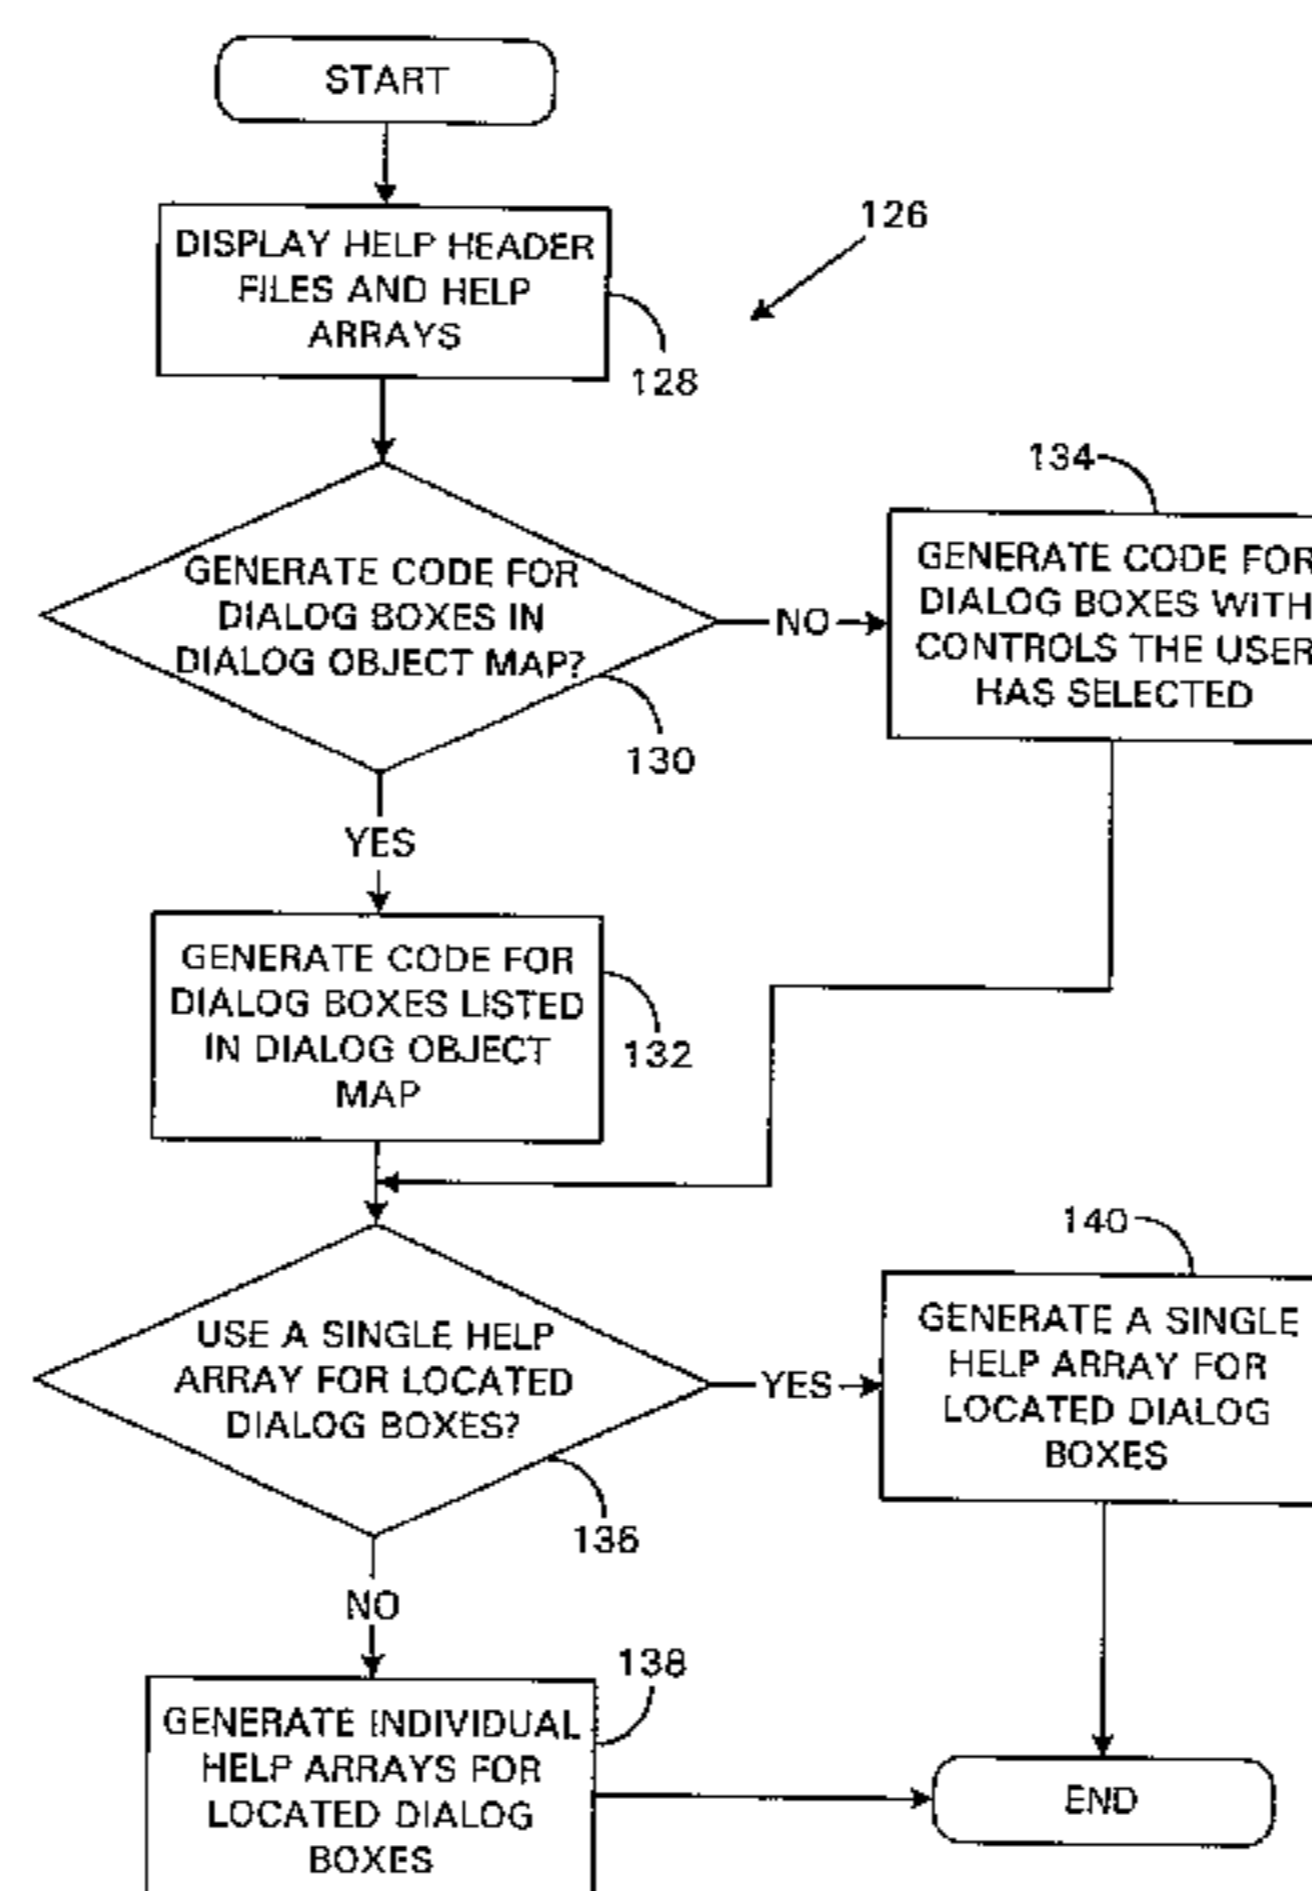 START
DISPLAY HELP HEADER
FILES AND HELP
ARRAYS
126
128
GENERATE CODE FOR
DIALOG BOXES IN
DIALOG OBJECT MAP?
130
NO
134
GENERATE CODE FOR
DIALOG BOXES WITH
CONTROLS THE USER
HAS SELECTED
YES
GENERATE CODE FOR
DIALOG BOXES LISTED
IN DIALOG OBJECT
MAP
132
USE A SINGLE HELP
ARRAY FOR LOCATED
DIALOG BOXES?
136
YES
140
GENERATE A SINGLE
HELP ARRAY FOR
LOCATED DIALOG
BOXES
NO
138
GENERATE INDIVIDUAL
HELP ARRAYS FOR
LOCATED DIALOG
BOXES
END